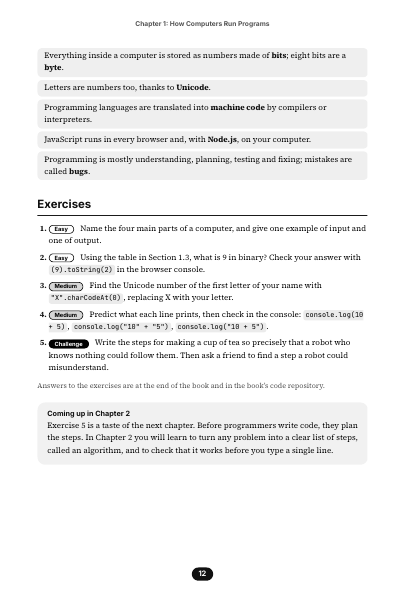 Chapter 1: How Computers Run Programs
Everything inside a computer is stored as numbers made of bits; eight bits are a
byte.
Letters are numbers too, thanks to Unicode.
Programming languages are translated into machine code by compilers or
interpreters.
JavaScript runs in every browser and, with Node.js, on your computer.
Programming is mostly understanding, planning, testing and fixing; mistakes are
called bugs.
Exercises
1. Easy Name the four main parts of a computer, and give one example of input and
one of output.
2. Easy Using the table in Section 1.3, what is 9 in binary? Check your answer with
(9).toString(2) in the browser console.
3. Medium Find the Unicode number of the first letter of your name with
"X".charCodeAt(0), replacing X with your letter.
4. Medium Predict what each line prints, then check in the console: console.log(10
+ 5), console.log("10" + "5"), console.log("10 + 5").
5. Challenge Write the steps for making a cup of tea so precisely that a robot who
knows nothing could follow them. Then ask a friend to find a step a robot could
misunderstand.
Answers to the exercises are at the end of the book and in the book's code repository.
Coming up in Chapter 2
Exercise 5 is a taste of the next chapter. Before programmers write code, they plan
the steps. In Chapter 2 you will learn to turn any problem into a clear list of steps,
called an algorithm, and to check that it works before you type a single line.
12